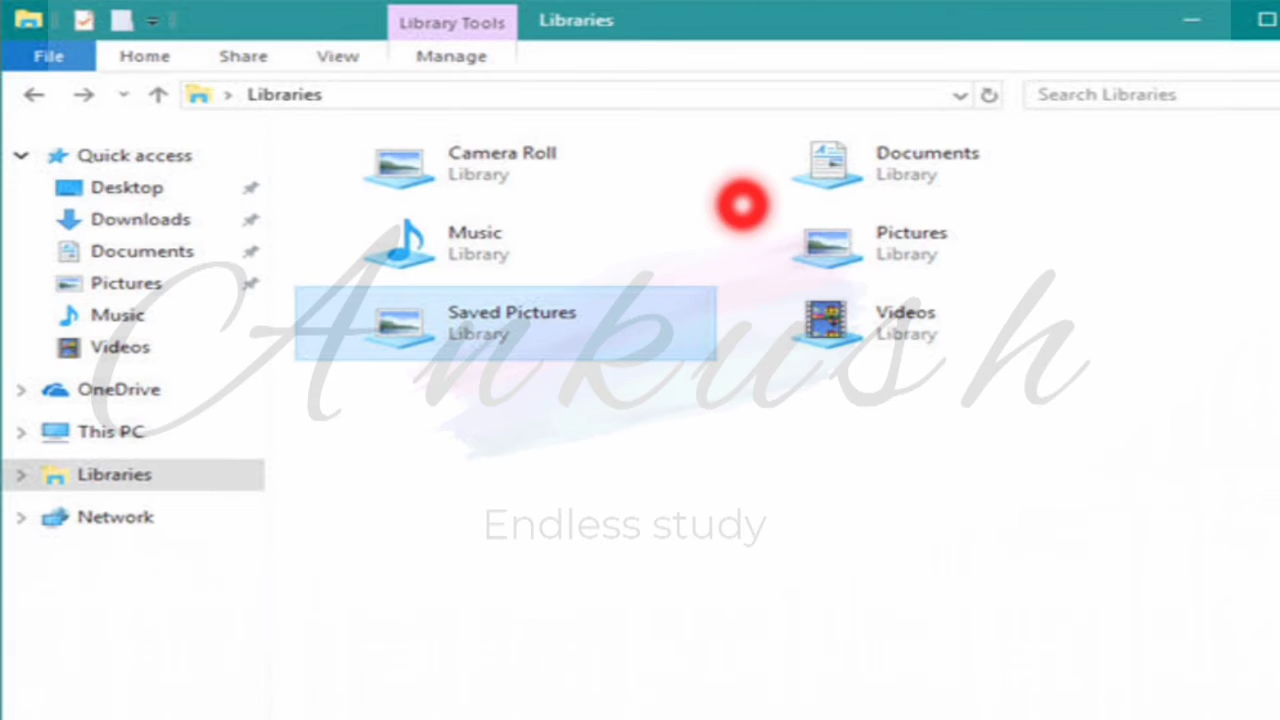 Library Tools Libraries
File Home Share View Manage
Libraries Search Libraries
Quick access
Desktop
Downloads
Documents
Pictures
Music
Videos
OneDrive
This PC
Libraries
Network
Camera Roll
Library
Documents
Library
Music
Library
Pictures
Library
Saved Pictures
Library
Videos
Library
Ankush
Endless study